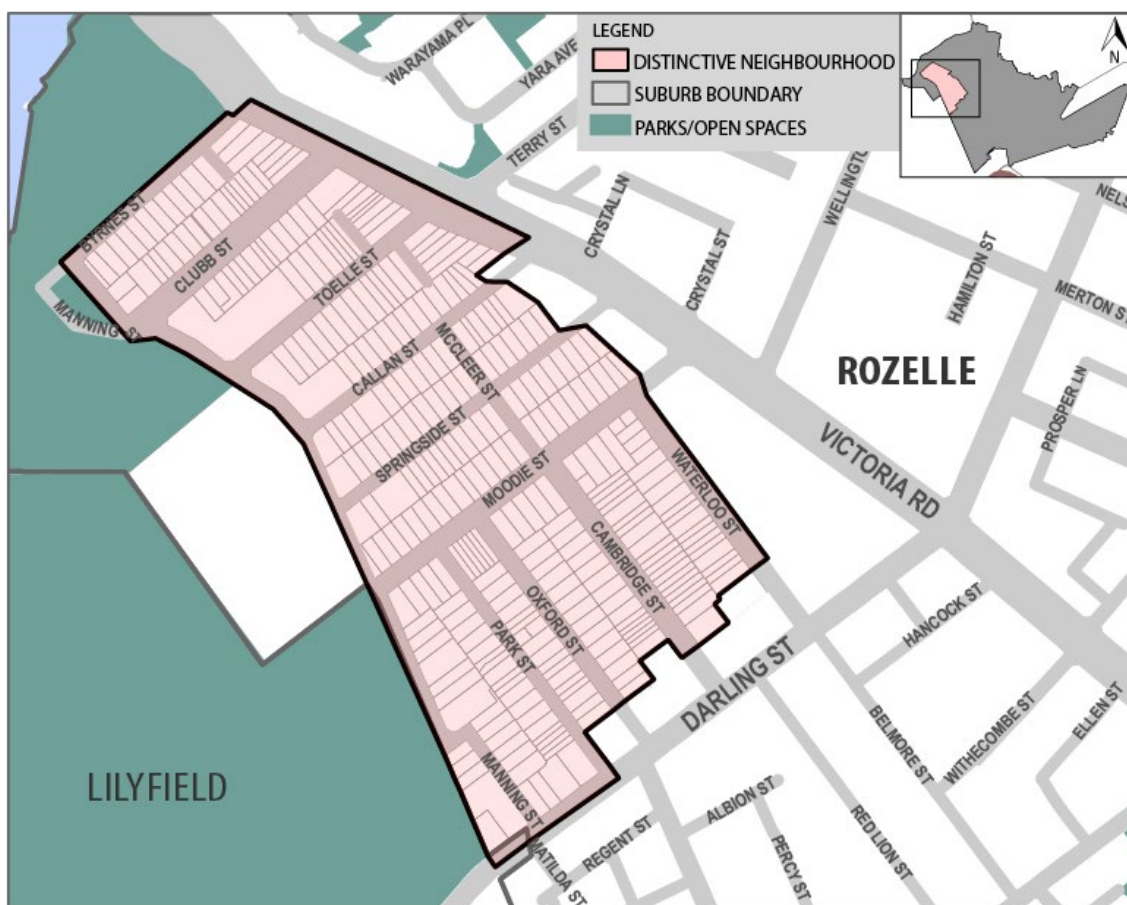 LEGEND
DISTINCTIVE NEIGHBOURHOOD
SUBURB BOUNDARY
PARKS/OPEN SPACES
N
WARAYAMA PL
YARA AVE
TERRY ST
CRYSTAL LN
CRYSTAL ST
WELLINGTON
HAMILTON ST
NELS
MERTON ST
PROSPER LN
ROZELLE
VICTORIA RD
BYRNES ST
CLUBB ST
MANNING ST
TOELLE ST
CALLAN ST
MCCLEER ST
SPRINGSIDE ST
MOODIE ST
WATERLOO ST
CAMBRIDGE ST
OXFORD ST
PARK ST
MANNING ST
DARLING ST
HANCOCK ST
BELMORE ST
WITHECOMBE ST
ELLEN ST
LILYFIELD
MATILDA ST
REGENT ST
ALBION ST
PERCY ST
RED LION ST